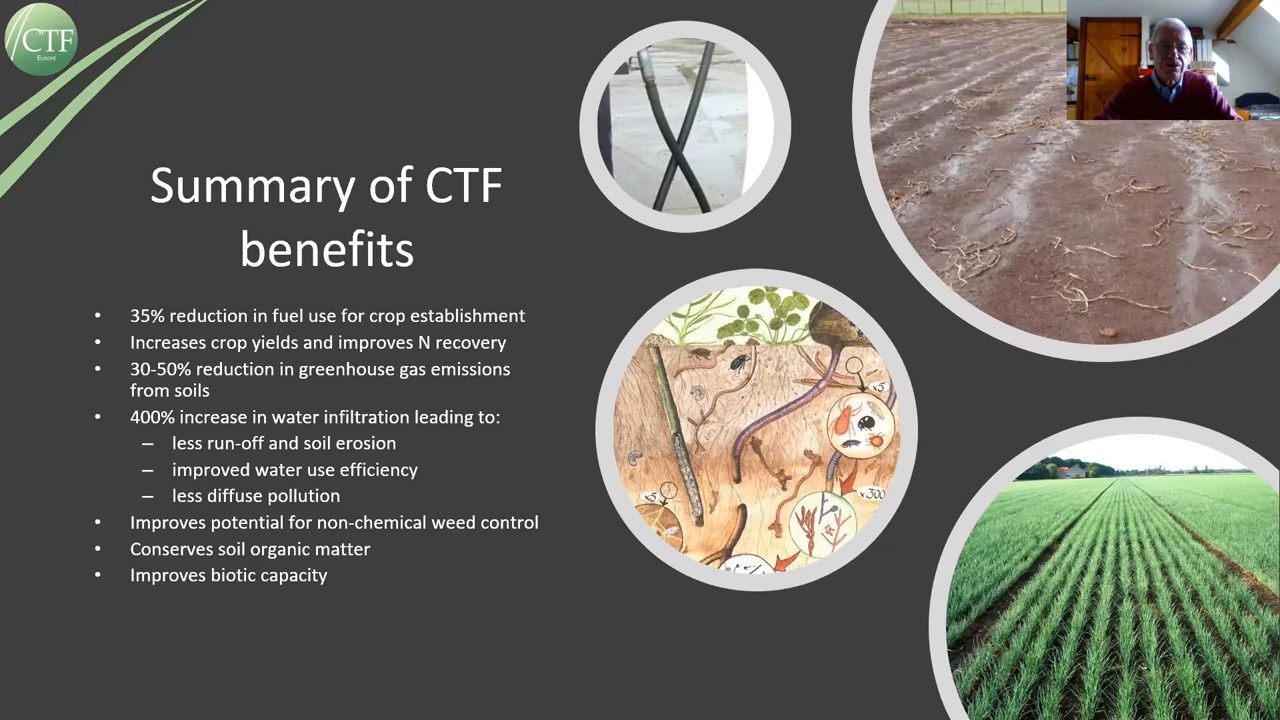 CTF
EUROPE
Summary of CTF
benefits
• 35% reduction in fuel use for crop establishment
• Increases crop yields and improves N recovery
• 30-50% reduction in greenhouse gas emissions
from soils
• 400% increase in water infiltration leading to:
– less run-off and soil erosion
– improved water use efficiency
– less diffuse pollution
• Improves potential for non-chemical weed control
• Conserves soil organic matter
• Improves biotic capacity
x5
x5
x300